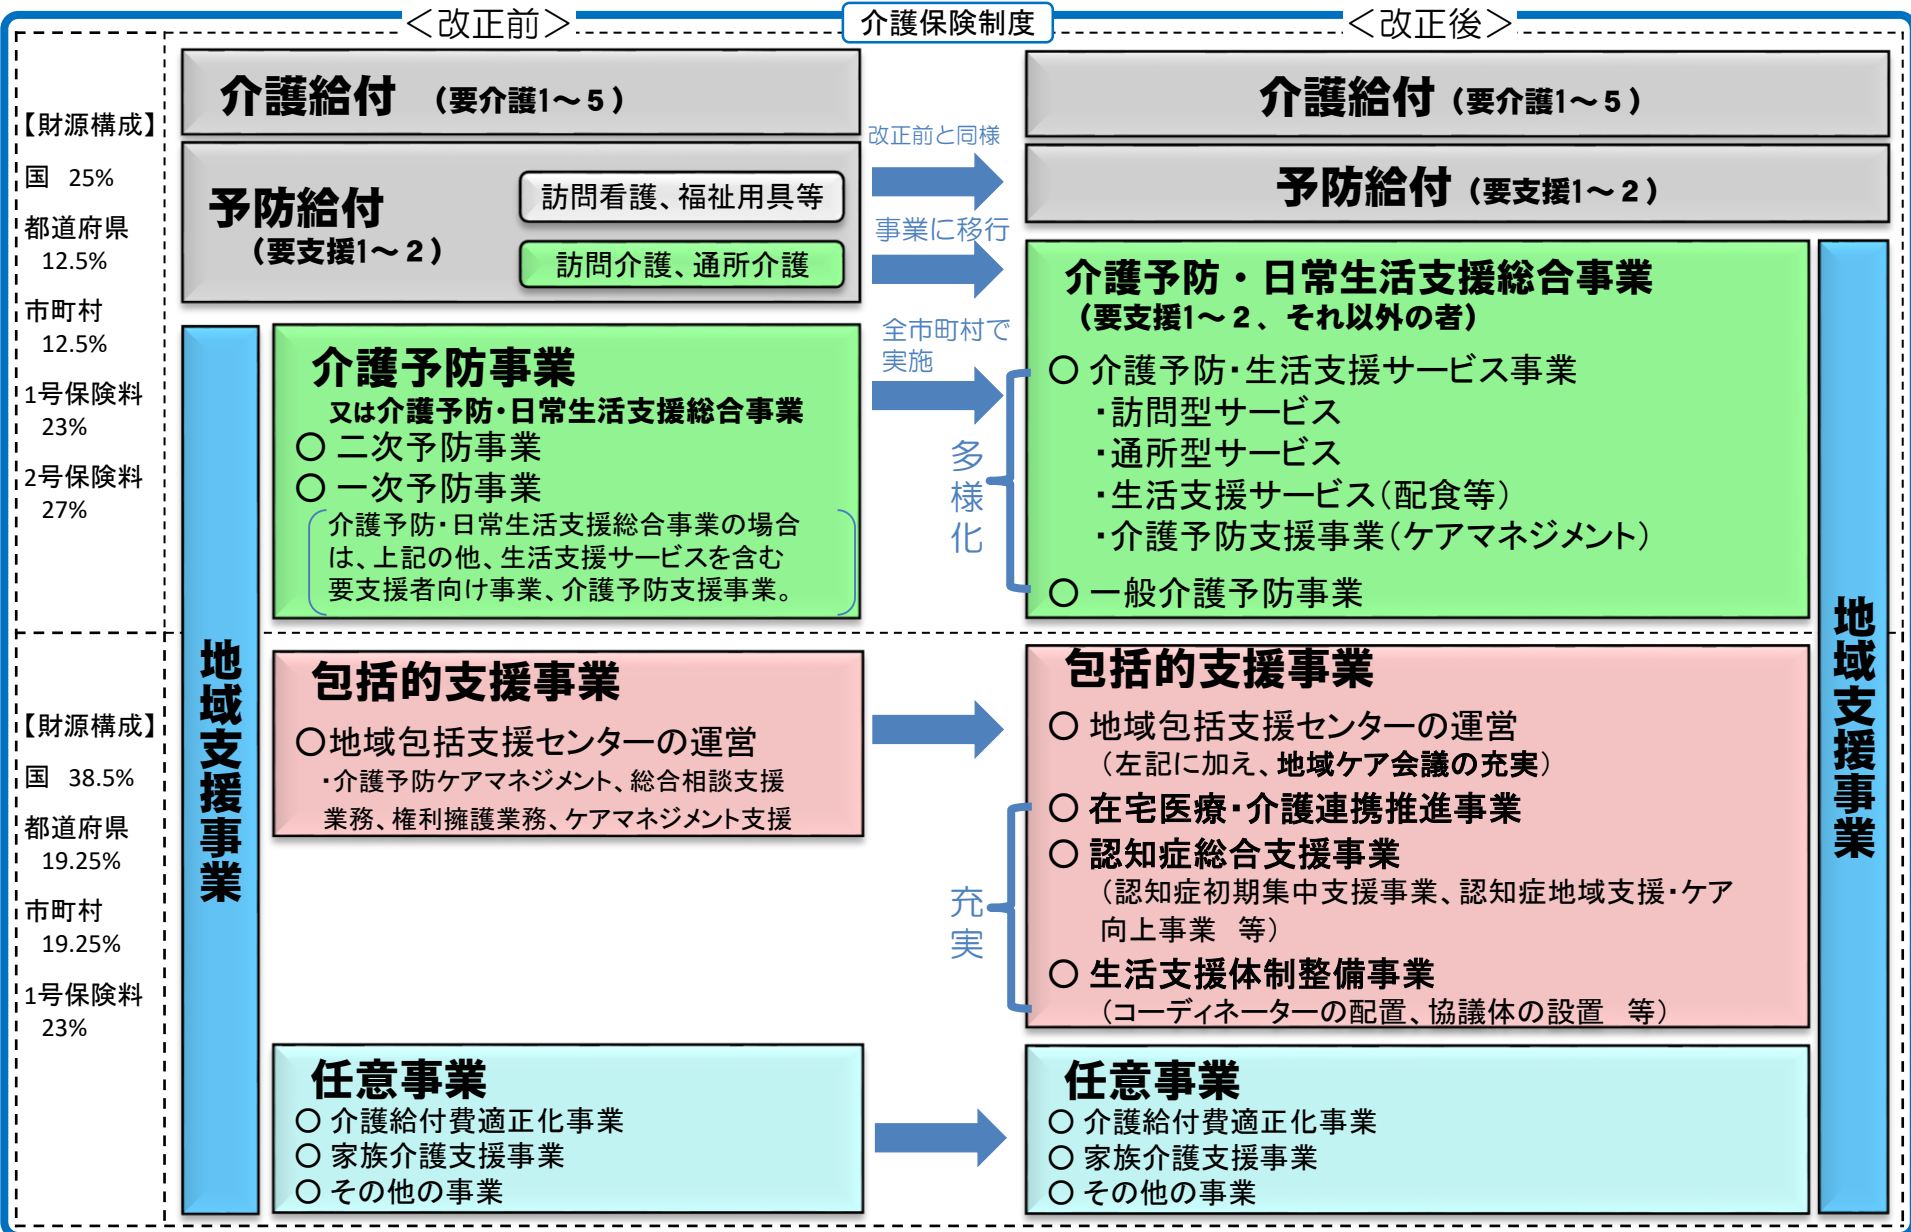 介護保険制度
＜改正前＞
＜改正後＞
【財源構成】
国 25%
都道府県
12.5%
市町村
12.5%
1号保険料
23%
2号保険料
27%
【財源構成】
国 38.5%
都道府県
19.25%
市町村
19.25%
1号保険料
23%
介護給付 （要介護1～５）
予防給付
（要支援1～２）
訪問看護、福祉用具等
訪問介護、通所介護
地域支援事業
介護予防事業
又は介護予防・日常生活支援総合事業
○ 二次予防事業
○ 一次予防事業
介護予防・日常生活支援総合事業の場合
は、上記の他、生活支援サービスを含む
要支援者向け事業、介護予防支援事業。
包括的支援事業
○地域包括支援センターの運営
・介護予防ケアマネジメント、総合相談支援
業務、権利擁護業務、ケアマネジメント支援
任意事業
○ 介護給付費適正化事業
○ 家族介護支援事業
○ その他の事業
改正前と同様
事業に移行
全市町村で
実施
多様化
充実
介護給付（要介護1～５）
予防給付（要支援1～２）
介護予防・日常生活支援総合事業
（要支援1～２、それ以外の者）
○ 介護予防・生活支援サービス事業
・訪問型サービス
・通所型サービス
・生活支援サービス（配食等）
・介護予防支援事業（ケアマネジメント）
○ 一般介護予防事業
包括的支援事業
○ 地域包括支援センターの運営
（左記に加え、地域ケア会議の充実）
○ 在宅医療・介護連携推進事業
○ 認知症総合支援事業
（認知症初期集中支援事業、認知症地域支援・ケア
向上事業 等）
○ 生活支援体制整備事業
（コーディネーターの配置、協議体の設置 等）
任意事業
○ 介護給付費適正化事業
○ 家族介護支援事業
○ その他の事業
地域支援事業